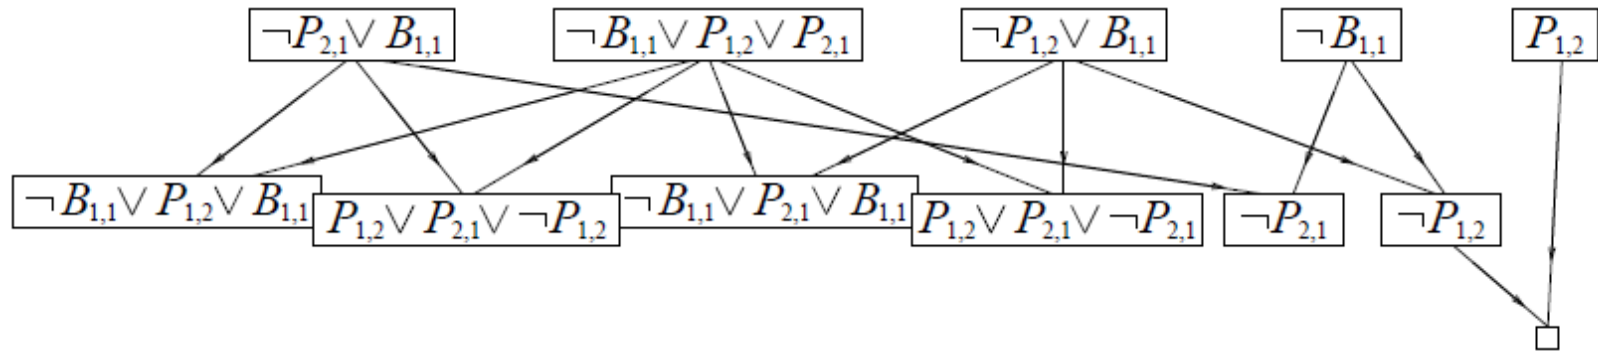 ¬P2,1 ∨ B1,1
¬B1,1 ∨ P1,2 ∨ P2,1
¬P1,2 ∨ B1,1
¬B1,1
P1,2
¬B1,1 ∨ P1,2 ∨ B1,1
P1,2 ∨ P2,1 ∨ ¬P1,2
¬B1,1 ∨ P2,1 ∨ B1,1
P1,2 ∨ P2,1 ∨ ¬P2,1
¬P2,1
¬P1,2